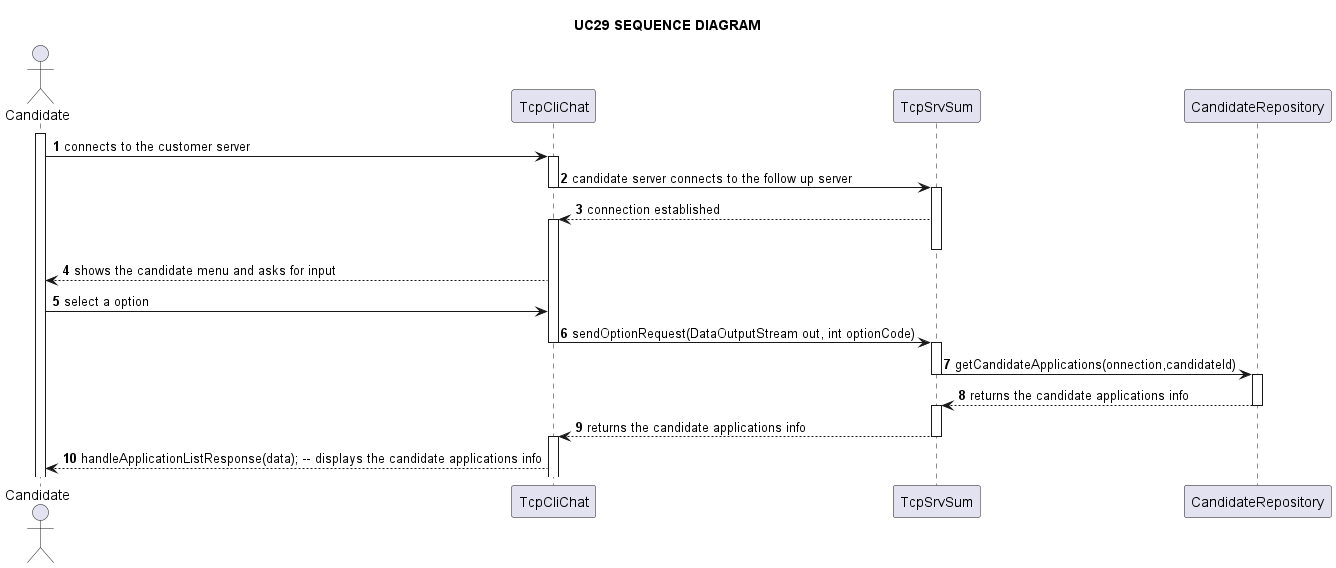 UC29 SEQUENCE DIAGRAM
Candidate
TcpCliChat
TcpSrvSum
CandidateRepository
1 connects to the customer server
2 candidate server connects to the follow up server
3 connection established
4 shows the candidate menu and asks for input
5 select a option
6 sendOptionRequest(DataOutputStream out, int optionCode)
7 getCandidateApplications(onnection,candidateId)
8 returns the candidate applications info
9 returns the candidate applications info
10 handleApplicationListResponse(data); -- displays the candidate applications info
Candidate
TcpCliChat
TcpSrvSum
CandidateRepository